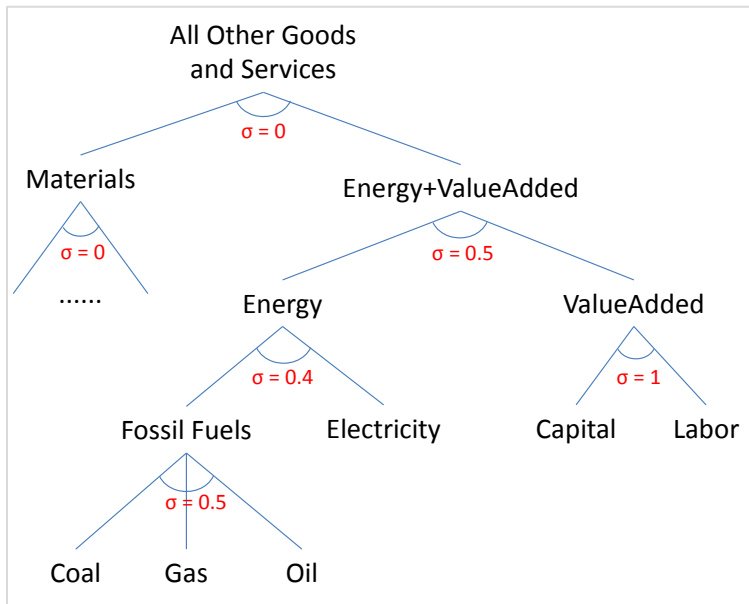 All Other Goods
and Services
σ = 0
Materials
Energy+ValueAdded
σ = 0
σ = 0.5
......
Energy
ValueAdded
σ = 0.4
σ = 1
Fossil Fuels
Electricity
Capital
Labor
σ = 0.5
Coal
Gas
Oil